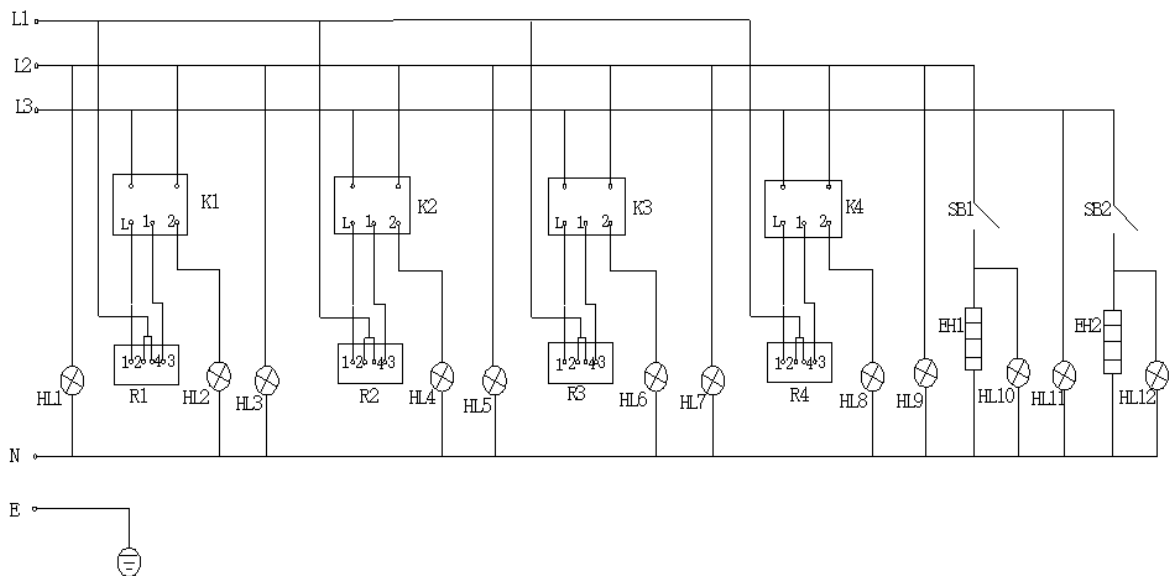 L1
L2
L3
K1 K2 K3 K4
L 1 2 L 1 2 L 1 2 L 1 2
SB1 SB2
EH1 EH2
1 2 4 3 1 2 4 3 1 2 4 3 1 2 4 3
HL1 R1 HL2 HL3 R2 HL4 HL5 R3 HL6 HL7 R4 HL8 HL9 HL10 HL11 HL12
N
E